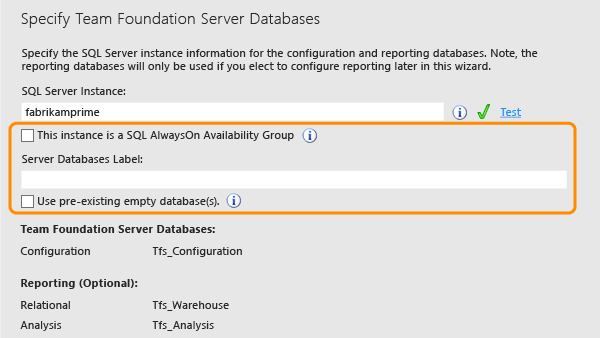 Specify Team Foundation Server Databases
Specify the SQL Server instance information for the configuration and reporting databases. Note, the
reporting databases will only be used if you elect to configure reporting later in this wizard.
SQL Server Instance:
fabrikamprime Test
This instance is a SQL AlwaysOn Availability Group
Server Databases Label:
Use pre-existing empty database(s).
Team Foundation Server Databases:
Configuration Tfs_Configuration
Reporting (Optional):
Relational Tfs_Warehouse
Analysis Tfs_Analysis